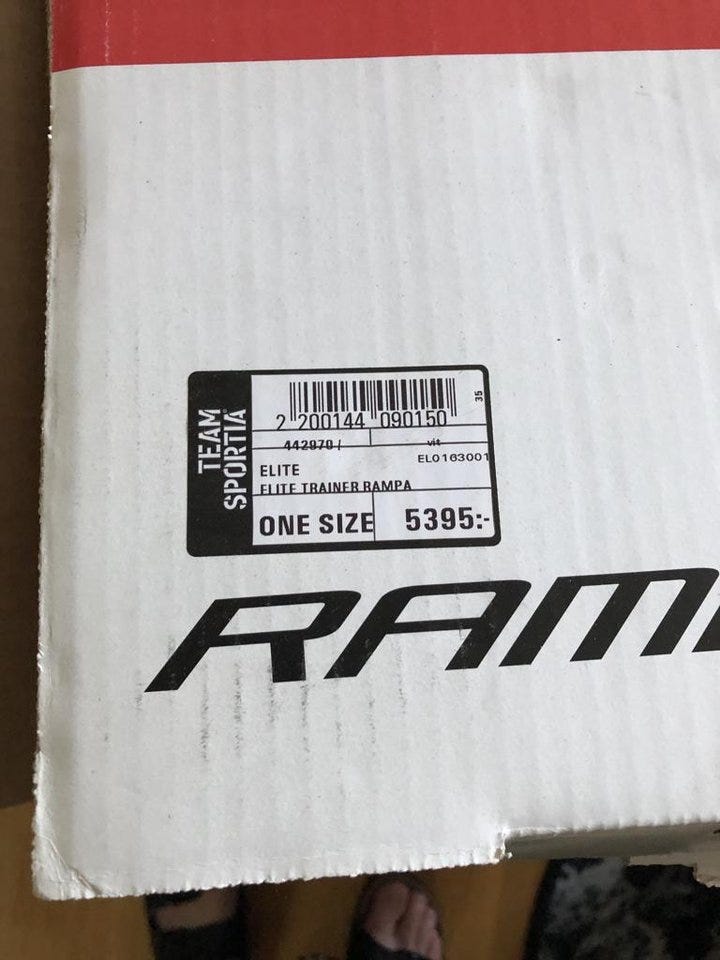 TEAM
SPORTIA
2 200144 090150
35
442970 /
vit
EL0163001
ELITE
ELITE TRAINER RAMPA
ONE SIZE
5395:-
RAM